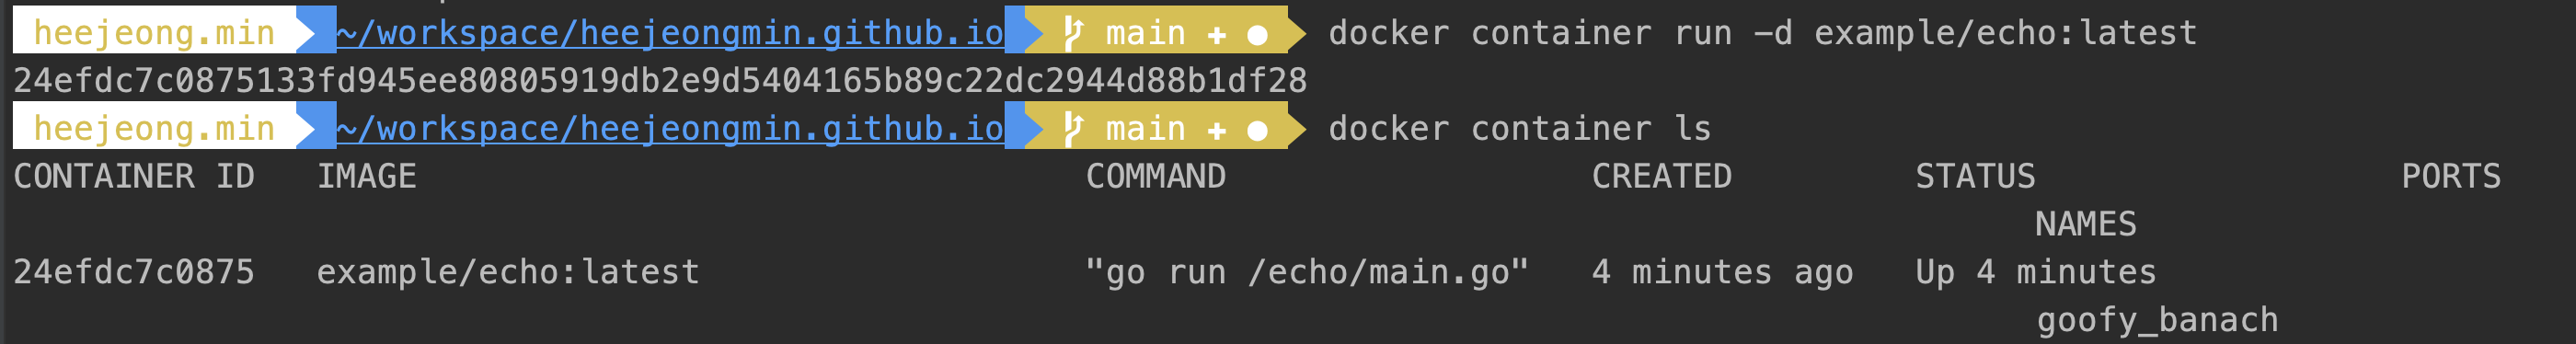 heejeong.min ~/workspace/heejeongmin.github.io main + ● docker container run -d example/echo:latest
24efdc7c0875133fd945ee80805919db2e9d5404165b89c22dc2944d88b1df28
heejeong.min ~/workspace/heejeongmin.github.io main + ● docker container ls
CONTAINER ID IMAGE COMMAND CREATED STATUS PORTS
NAMES
24efdc7c0875 example/echo:latest "go run /echo/main.go" 4 minutes ago Up 4 minutes
goofy_banach